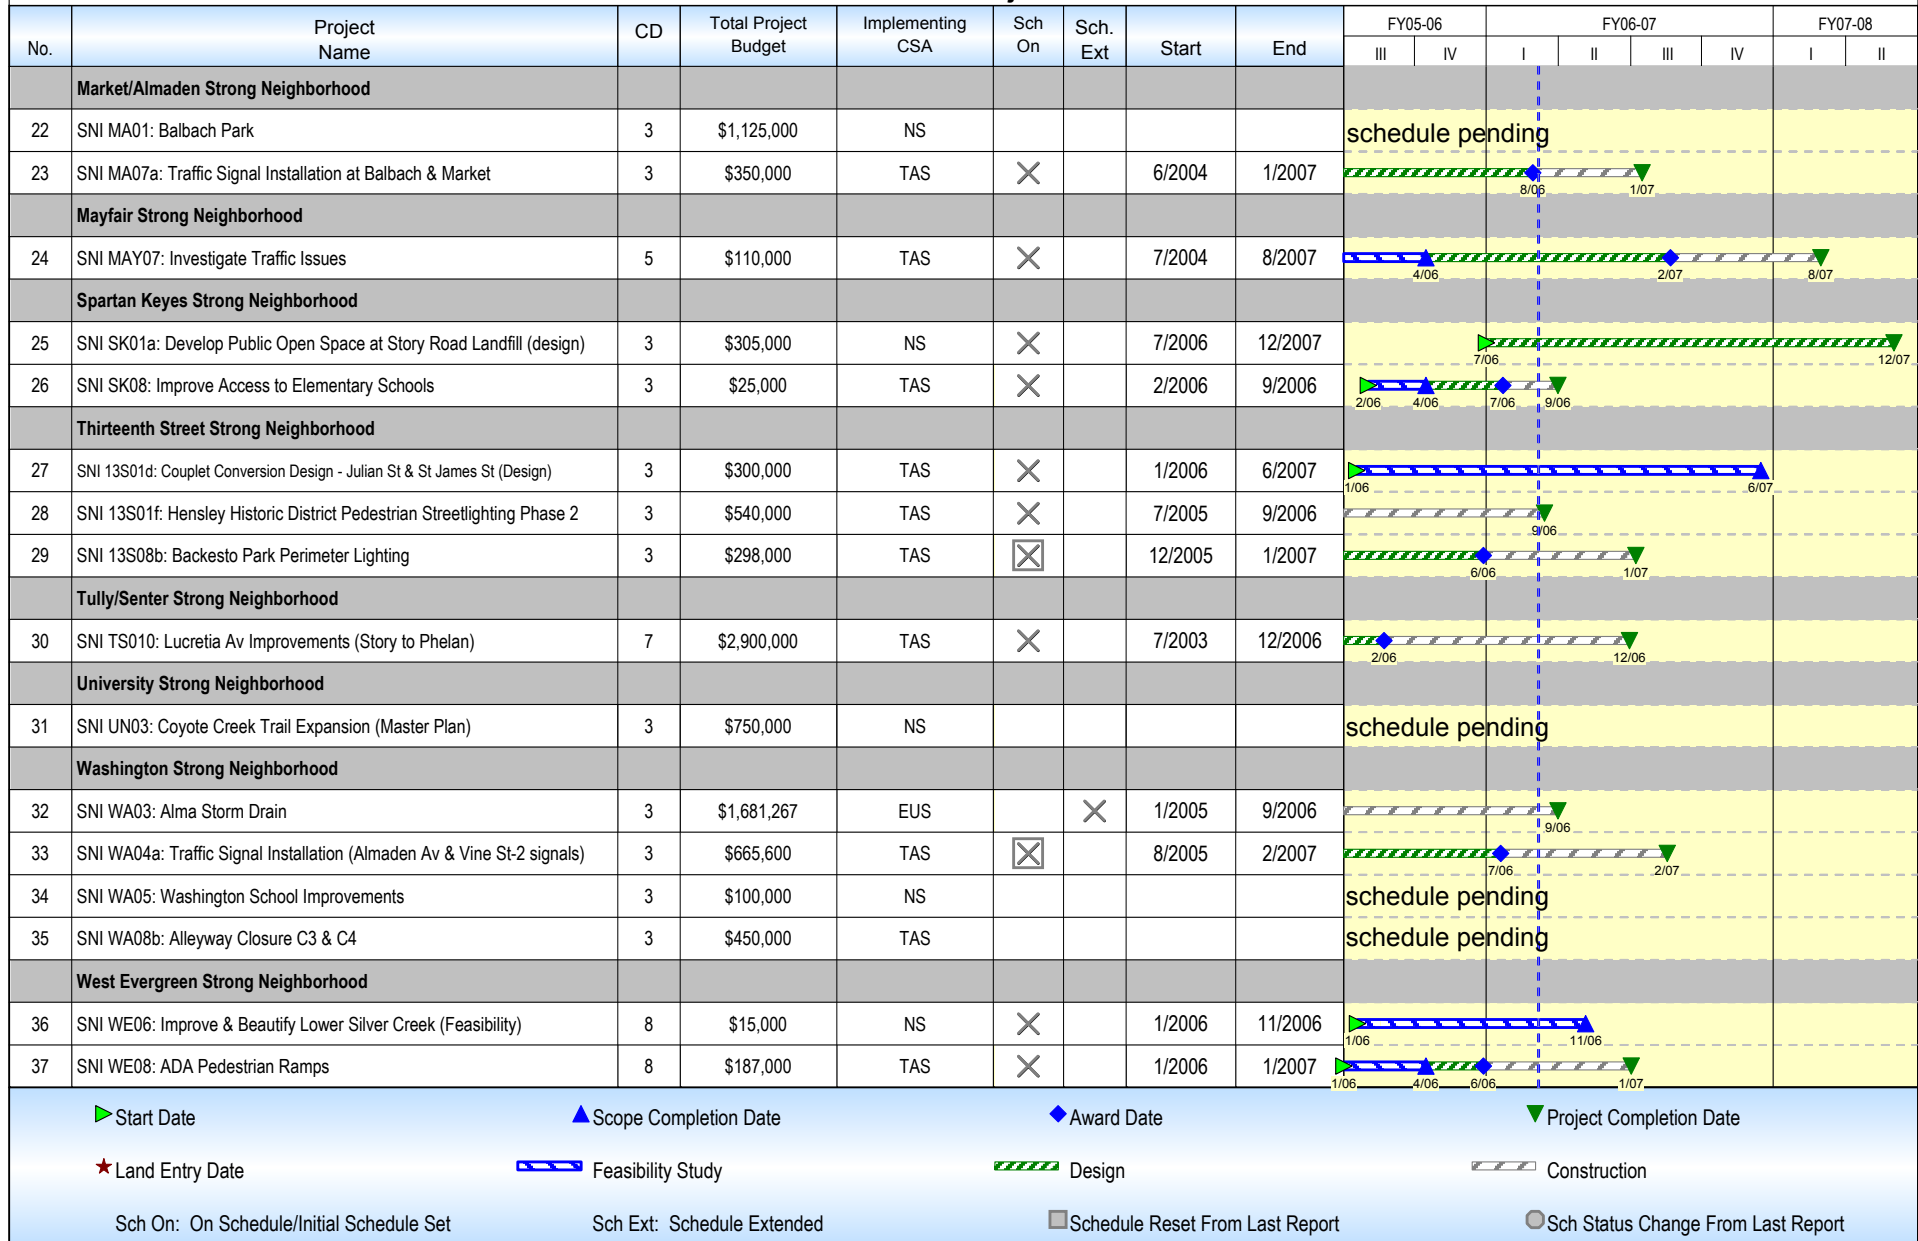 No. Project Name CD Total Project Budget Implementing CSA Sch On Sch. Ext Start End FY05-06 FY06-07 FY07-08
III IV I II III IV I II
Market/Almaden Strong Neighborhood
22 SNI MA01: Balbach Park 3 $1,125,000 NS schedule pending
23 SNI MA07a: Traffic Signal Installation at Balbach & Market 3 $350,000 TAS 6/2004 1/2007 8/06 1/07
Mayfair Strong Neighborhood
24 SNI MAY07: Investigate Traffic Issues 5 $110,000 TAS 7/2004 8/2007 4/06 2/07 8/07
Spartan Keyes Strong Neighborhood
25 SNI SK01a: Develop Public Open Space at Story Road Landfill (design) 3 $305,000 NS 7/2006 12/2007 7/06 12/07
26 SNI SK08: Improve Access to Elementary Schools 3 $25,000 TAS 2/2006 9/2006 2/06 4/06 7/06 9/06
Thirteenth Street Strong Neighborhood
27 SNI 13S01d: Couplet Conversion Design - Julian St & St James St (Design) 3 $300,000 TAS 1/2006 6/2007 1/06 6/07
28 SNI 13S01f: Hensley Historic District Pedestrian Streetlighting Phase 2 3 $540,000 TAS 7/2005 9/2006 9/06
29 SNI 13S08b: Backesto Park Perimeter Lighting 3 $298,000 TAS 12/2005 1/2007 6/06 1/07
Tully/Senter Strong Neighborhood
30 SNI TS010: Lucretia Av Improvements (Story to Phelan) 7 $2,900,000 TAS 7/2003 12/2006 2/06 12/06
University Strong Neighborhood
31 SNI UN03: Coyote Creek Trail Expansion (Master Plan) 3 $750,000 NS schedule pending
Washington Strong Neighborhood
32 SNI WA03: Alma Storm Drain 3 $1,681,267 EUS 1/2005 9/2006 9/06
33 SNI WA04a: Traffic Signal Installation (Almaden Av & Vine St-2 signals) 3 $665,600 TAS 8/2005 2/2007 7/06 2/07
34 SNI WA05: Washington School Improvements 3 $100,000 NS schedule pending
35 SNI WA08b: Alleyway Closure C3 & C4 3 $450,000 TAS schedule pending
West Evergreen Strong Neighborhood
36 SNI WE06: Improve & Beautify Lower Silver Creek (Feasibility) 8 $15,000 NS 1/2006 11/2006 1/06 11/06
37 SNI WE08: ADA Pedestrian Ramps 8 $187,000 TAS 1/2006 1/2007 1/06 4/06 6/06 1/07
Start Date Scope Completion Date Award Date Project Completion Date
Land Entry Date Feasibility Study Design Construction
Sch On: On Schedule/Initial Schedule Set Sch Ext: Schedule Extended Schedule Reset From Last Report Sch Status Change From Last Report